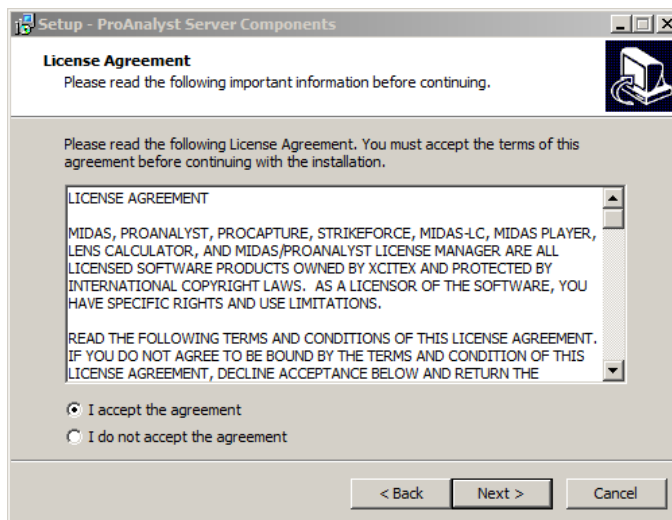 Setup - ProAnalyst Server Components
License Agreement
Please read the following important information before continuing.
Please read the following License Agreement. You must accept the terms of this
agreement before continuing with the installation.
LICENSE AGREEMENT
MIDAS, PROANALYST, PROCAPTURE, STRIKEFORCE, MIDAS-LC, MIDAS PLAYER,
LENS CALCULATOR, AND MIDAS/PROANALYST LICENSE MANAGER ARE ALL
LICENSED SOFTWARE PRODUCTS OWNED BY XCITEX AND PROTECTED BY
INTERNATIONAL COPYRIGHT LAWS.  AS A LICENSOR OF THE SOFTWARE, YOU
HAVE SPECIFIC RIGHTS AND USE LIMITATIONS.
READ THE FOLLOWING TERMS AND CONDITIONS OF THIS LICENSE AGREEMENT.
IF YOU DO NOT AGREE TO BE BOUND BY THE TERMS AND CONDITION OF THIS
LICENSE AGREEMENT, DECLINE ACCEPTANCE BELOW AND RETURN THE
I accept the agreement
I do not accept the agreement
< Back
Next >
Cancel